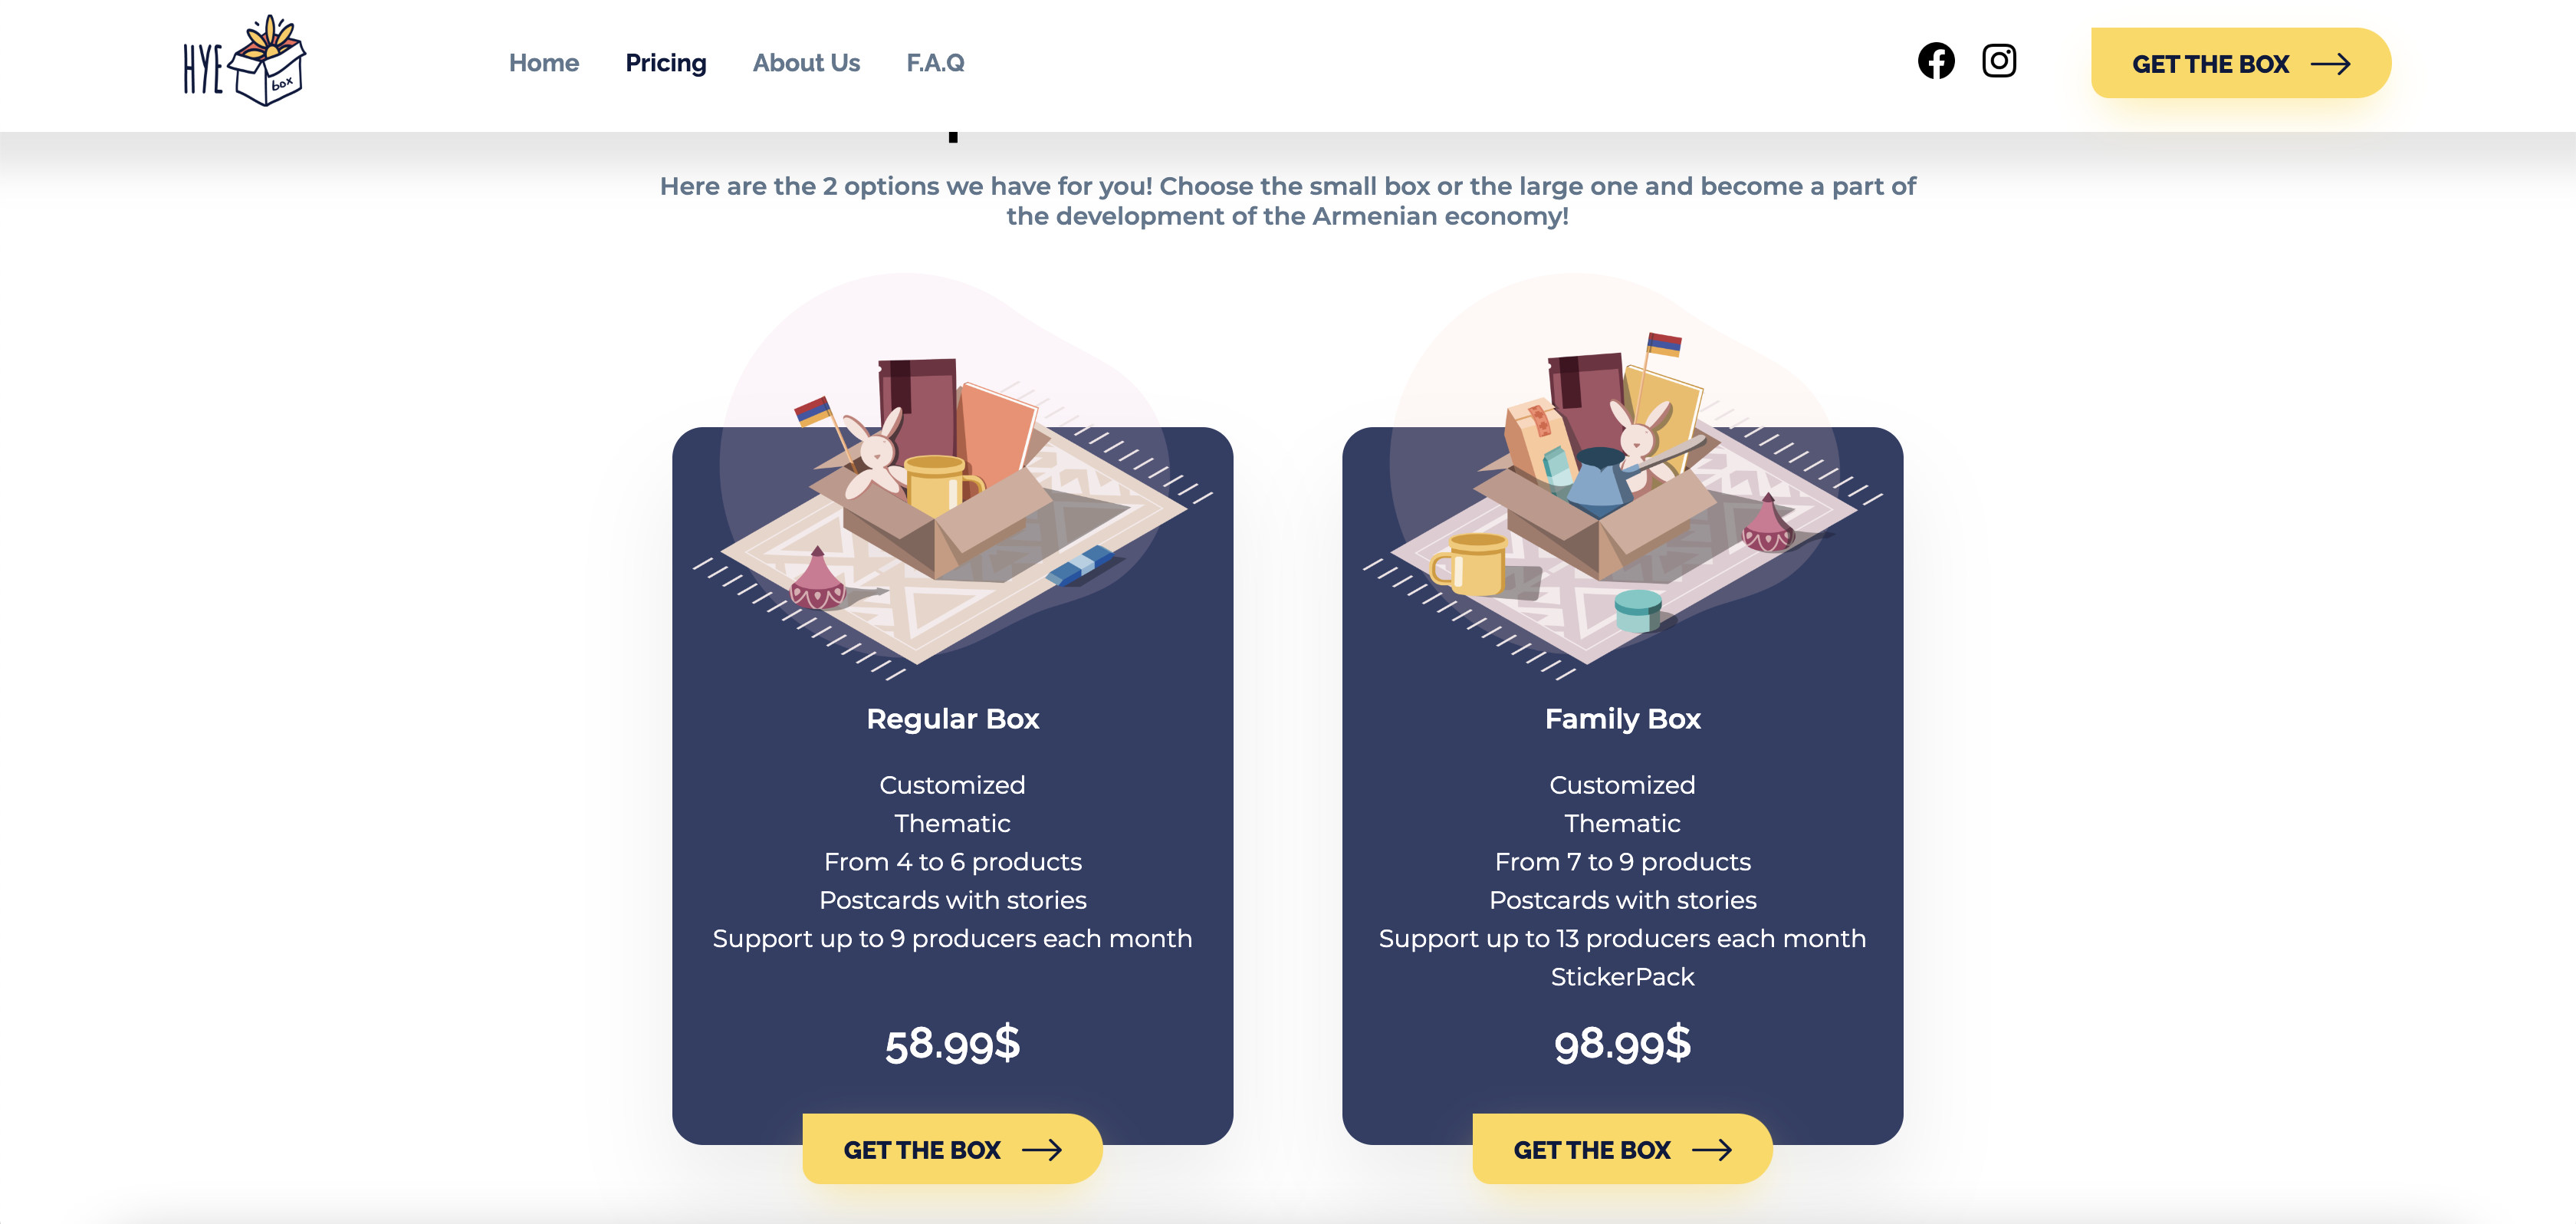 HYE
box
Home
Pricing
About Us
F.A.Q
GET THE BOX
Here are the 2 options we have for you! Choose the small box or the large one and become a part of
the development of the Armenian economy!
Regular Box
Customized
Thematic
From 4 to 6 products
Postcards with stories
Support up to 9 producers each month
58.99$
GET THE BOX
Family Box
Customized
Thematic
From 7 to 9 products
Postcards with stories
Support up to 13 producers each month
StickerPack
98.99$
GET THE BOX